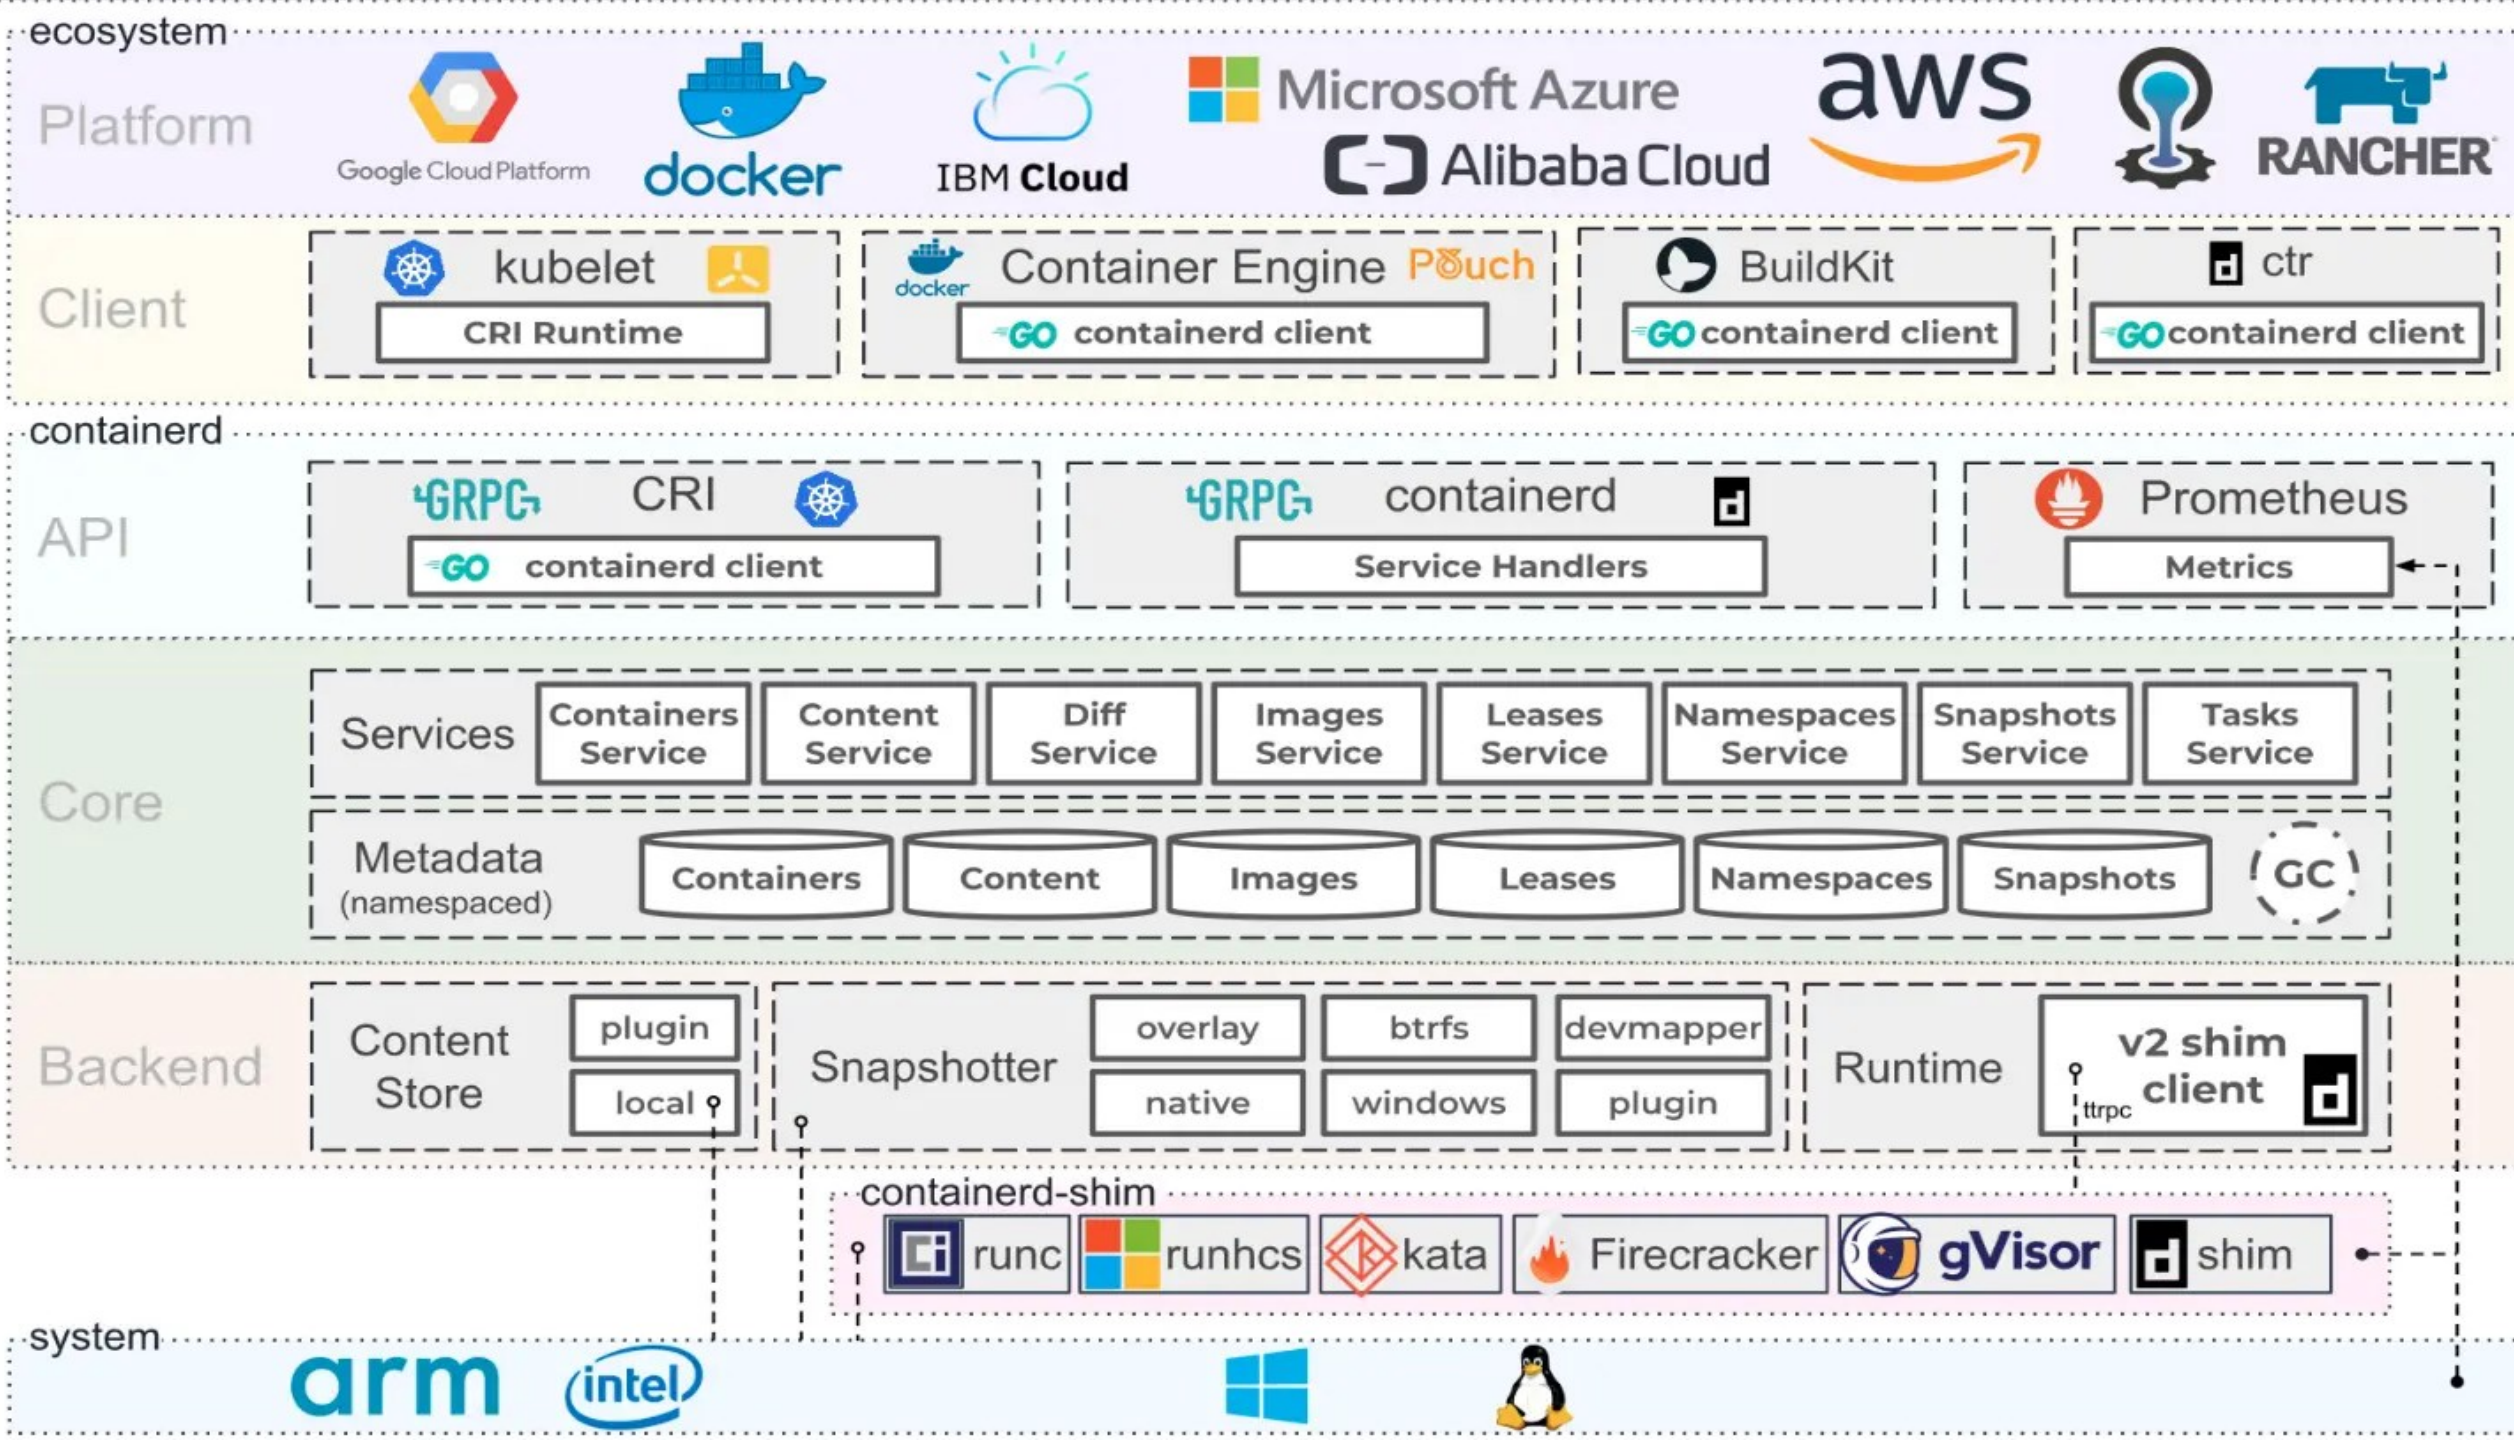 ecosystem
Platform
Google Cloud Platform
docker
IBM Cloud
Microsoft Azure
Alibaba Cloud
aws
RANCHER
Client
kubelet
CRI Runtime
docker
Container Engine
Pouch
GO containerd client
BuildKit
GO containerd client
ctr
GO containerd client
containerd
API
GRPC CRI
GO containerd client
GRPC containerd
d
Service Handlers
Prometheus
Metrics
Core
Services
Containers
Service
Content
Service
Diff
Service
Images
Service
Leases
Service
Namespaces
Service
Snapshots
Service
Tasks
Service
Metadata
(namespaced)
Containers
Content
Images
Leases
Namespaces
Snapshots
GC
Backend
Content
Store
plugin
local
Snapshotter
overlay
btrfs
devmapper
native
windows
plugin
Runtime
v2 shim
client
ttrpc
containerd-shim
runc
runhcs
kata
Firecracker
gVisor
shim
system
arm
intel